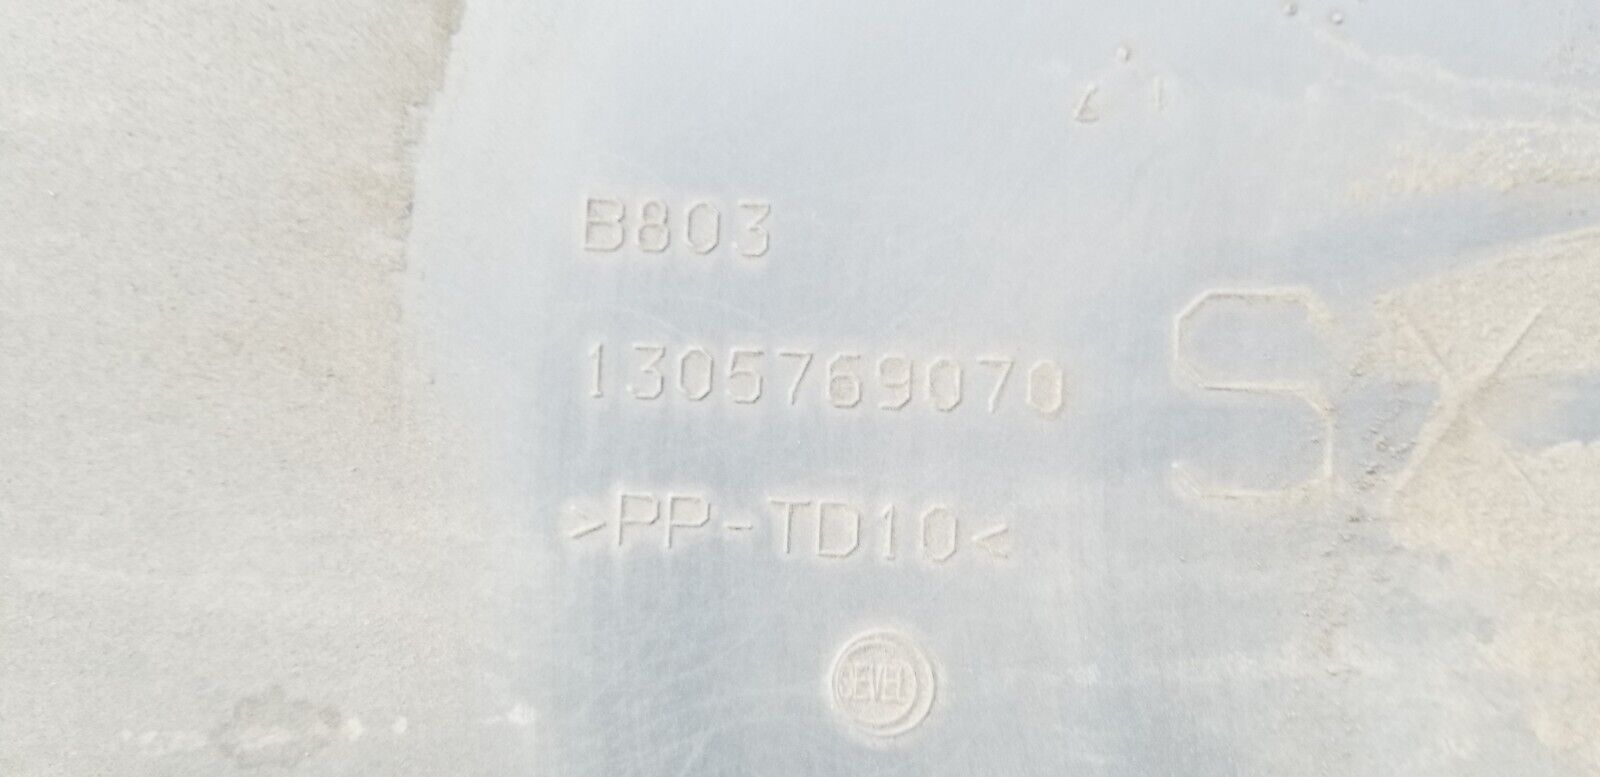 B803
1305769070
SX
>PP-TD10<
SEVEL